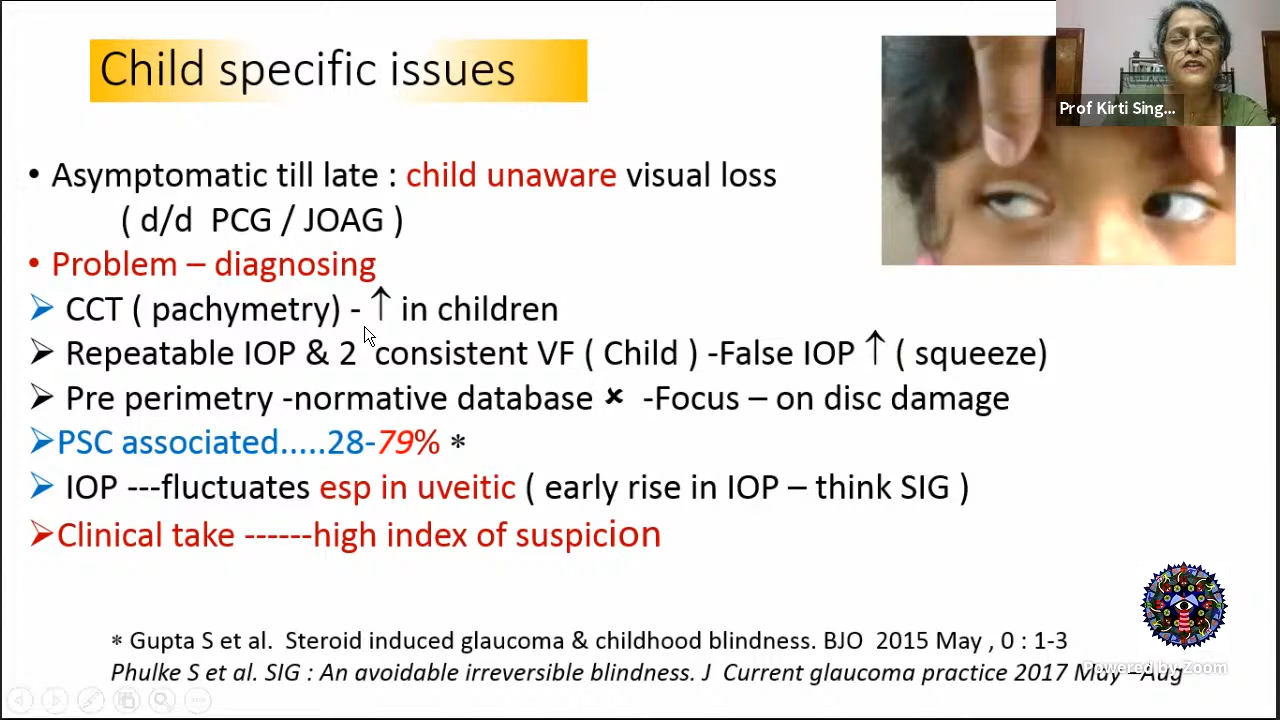 Child specific issues
Prof Kirti Sing...
• Asymptomatic till late : child unaware visual loss
( d/d PCG / JOAG )
• Problem – diagnosing
➢ CCT ( pachymetry) - ↑ in children
➢ Repeatable IOP & 2 consistent VF ( Child ) -False IOP ↑ ( squeeze)
➢ Pre perimetry -normative database × -Focus – on disc damage
➢PSC associated.....28-79% *
➢ IOP ---fluctuates esp in uveitic ( early rise in IOP – think SIG )
➢Clinical take ------high index of suspicion
* Gupta S et al. Steroid induced glaucoma & childhood blindness. BJO 2015 May , 0 : 1-3
Phulke S et al. SIG : An avoidable irreversible blindness. J Current glaucoma practice 2017 May –Aug
Powered by Zoom